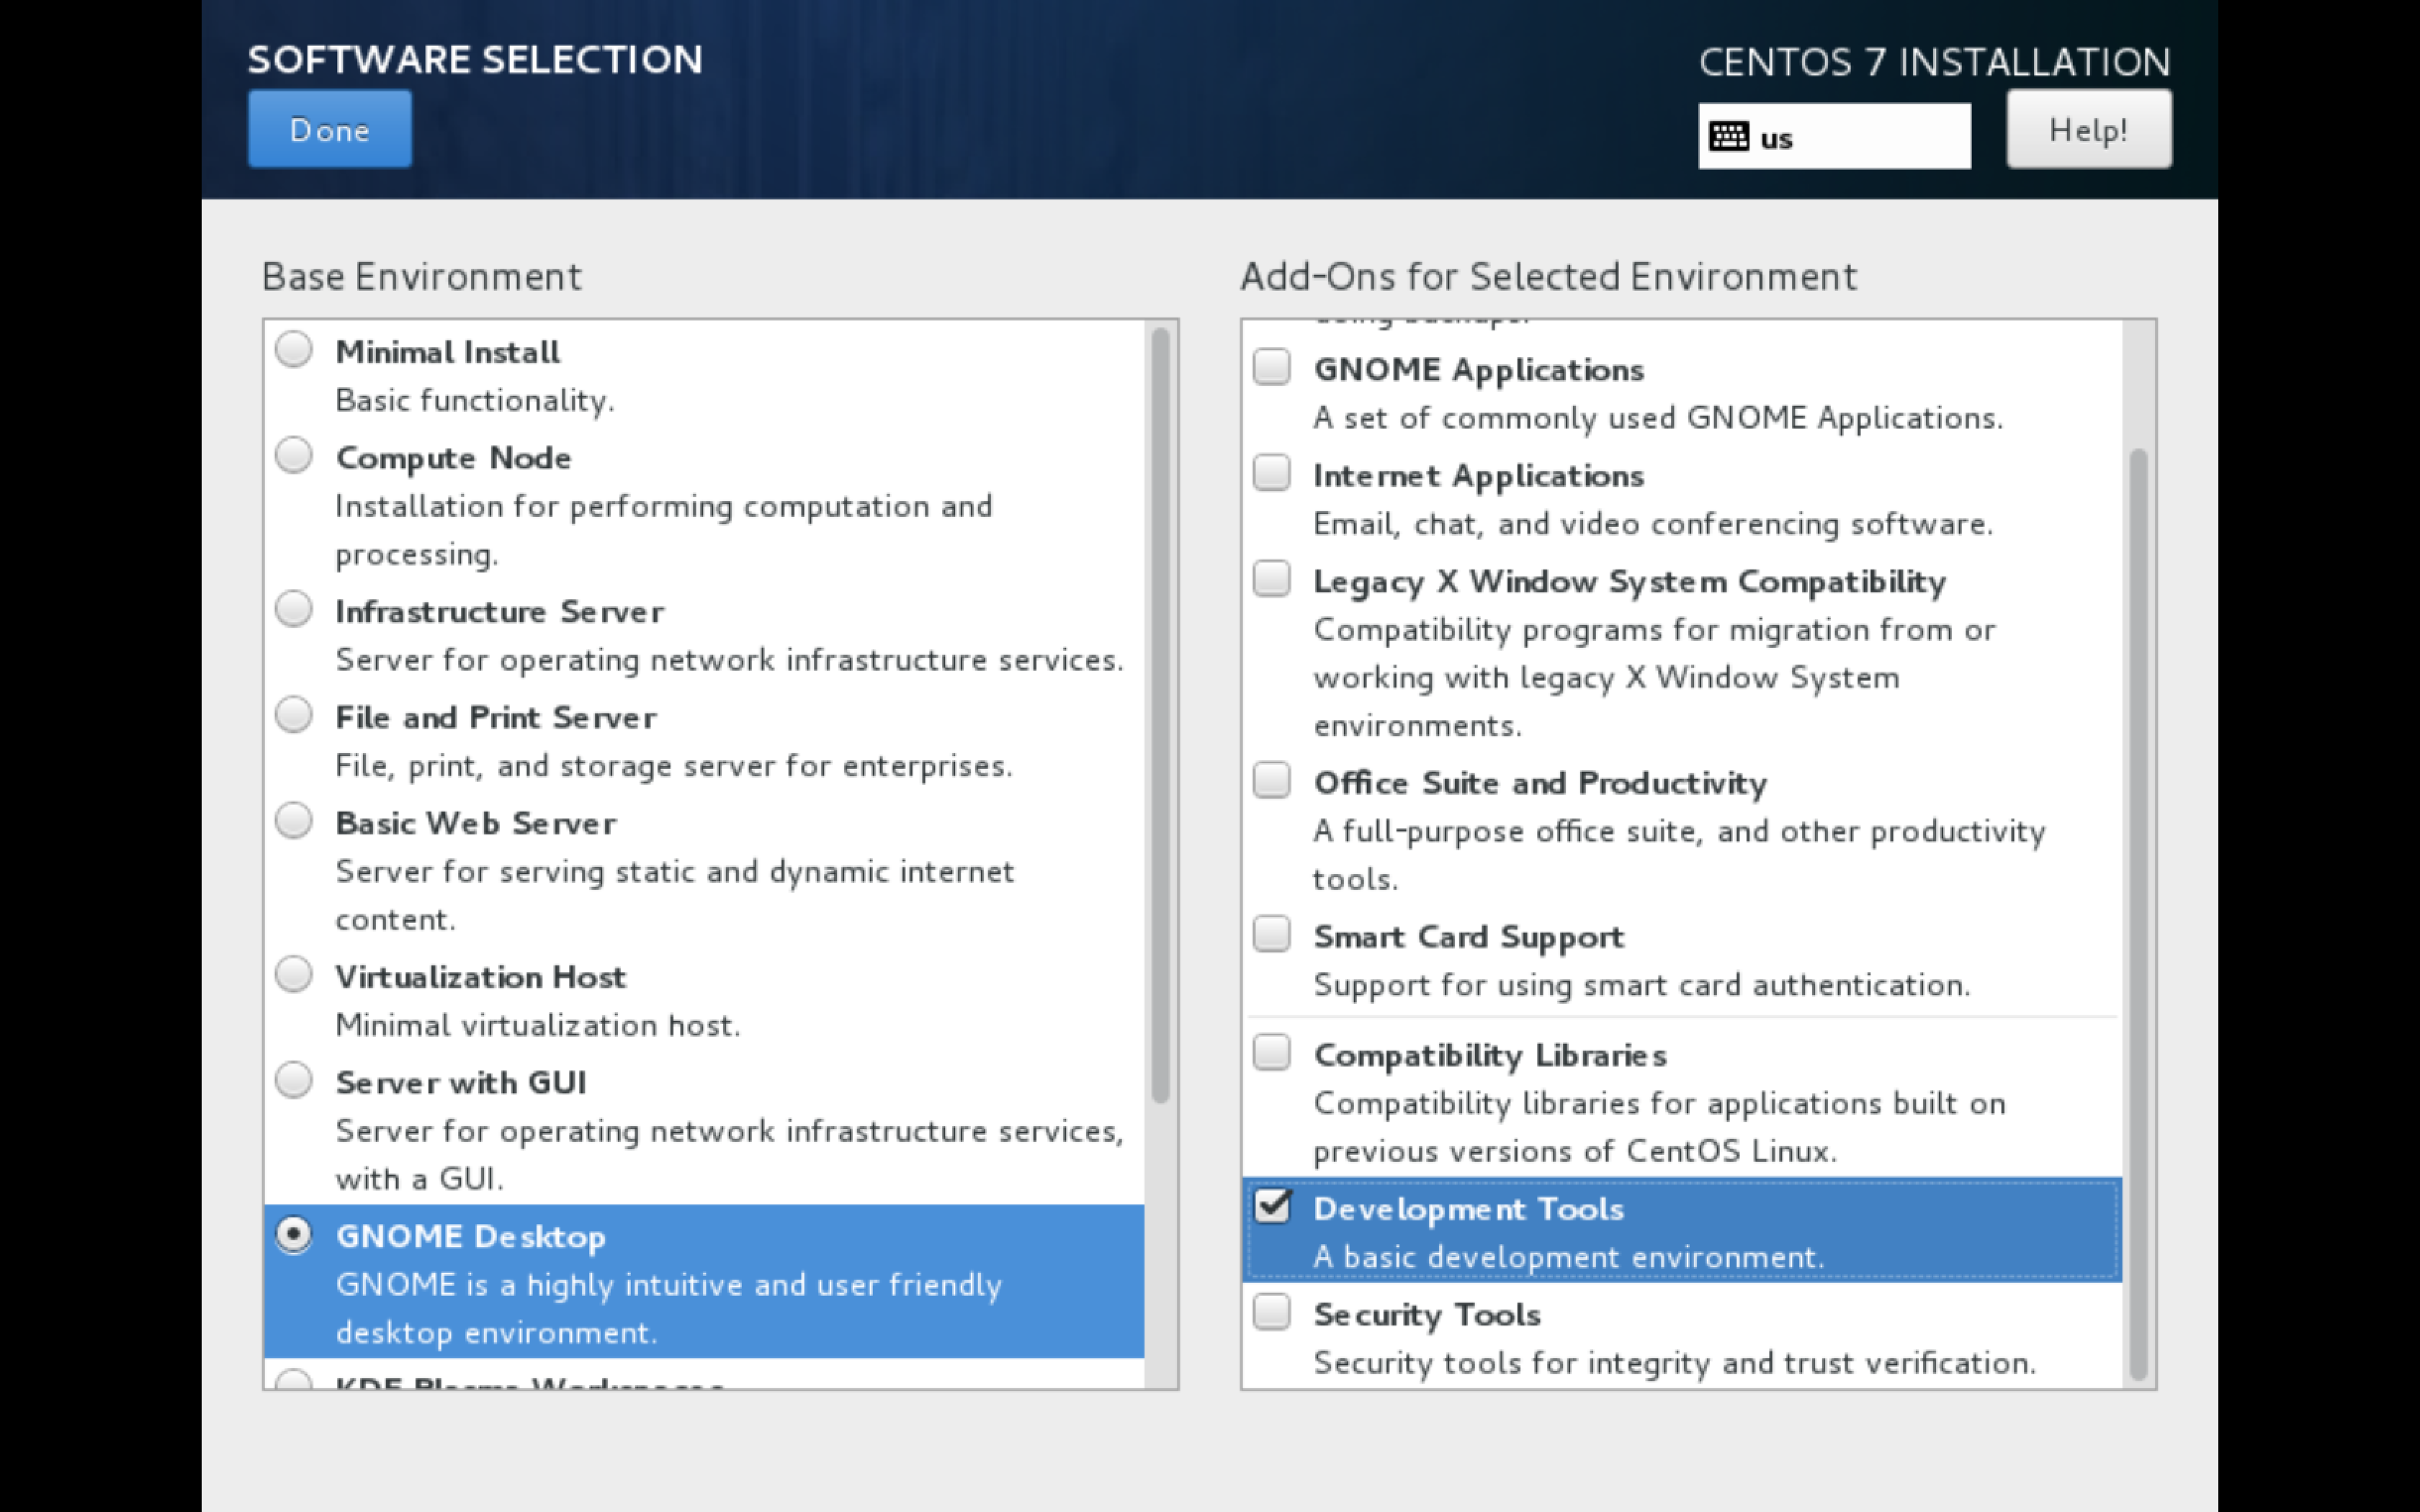 SOFTWARE SELECTION
CENTOS 7 INSTALLATION
Done
us
Help!
Base Environment
Minimal Install
Basic functionality.
Compute Node
Installation for performing computation and
processing.
Infrastructure Server
Server for operating network infrastructure services.
File and Print Server
File, print, and storage server for enterprises.
Basic Web Server
Server for serving static and dynamic internet
content.
Virtualization Host
Minimal virtualization host.
Server with GUI
Server for operating network infrastructure services,
with a GUI.
GNOME Desktop
GNOME is a highly intuitive and user friendly
desktop environment.
KDE Plasma Workspaces
Add-Ons for Selected Environment
using backups.
GNOME Applications
A set of commonly used GNOME Applications.
Internet Applications
Email, chat, and video conferencing software.
Legacy X Window System Compatibility
Compatibility programs for migration from or
working with legacy X Window System
environments.
Office Suite and Productivity
A full-purpose office suite, and other productivity
tools.
Smart Card Support
Support for using smart card authentication.
Compatibility Libraries
Compatibility libraries for applications built on
previous versions of CentOS Linux.
Development Tools
A basic development environment.
Security Tools
Security tools for integrity and trust verification.